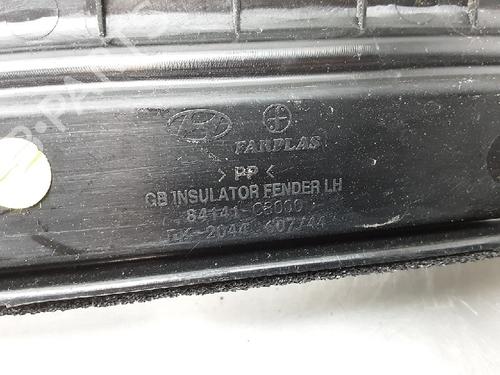 FARPLAS
> PP <
GB INSULATOR FENDER LH
84141-C8000